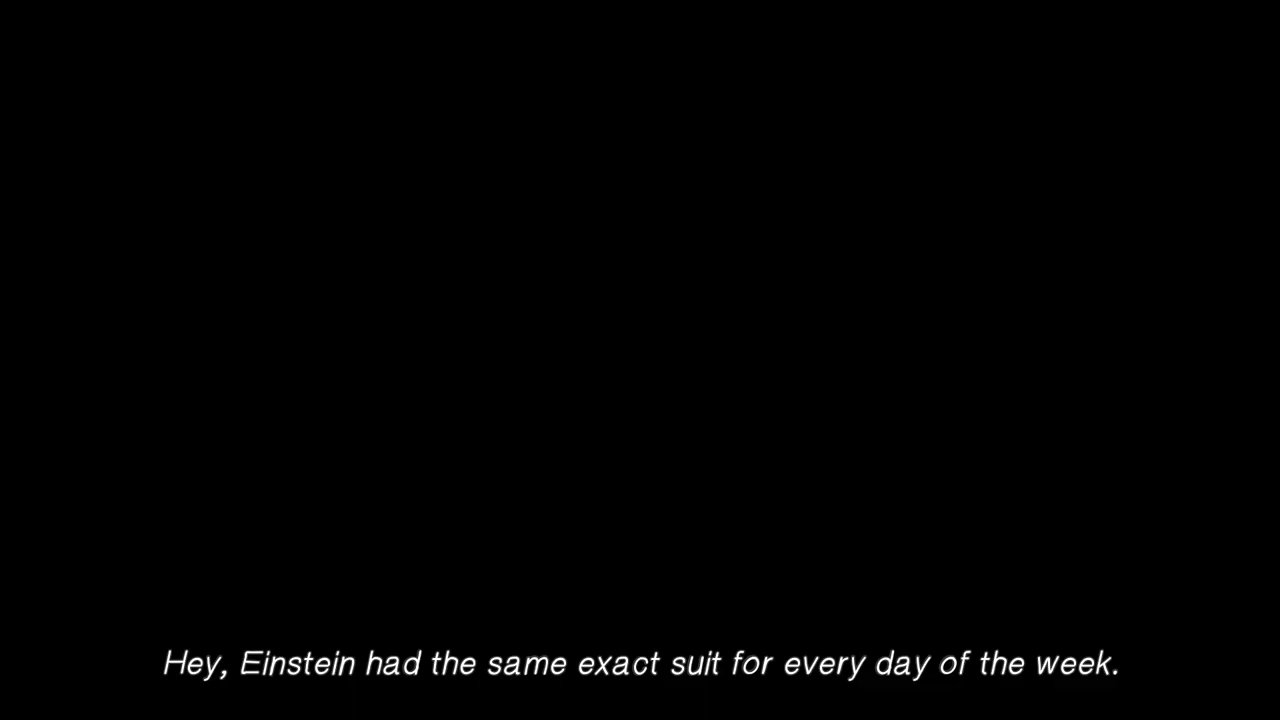 Hey, Einstein had the same exact suit for every day of the week.